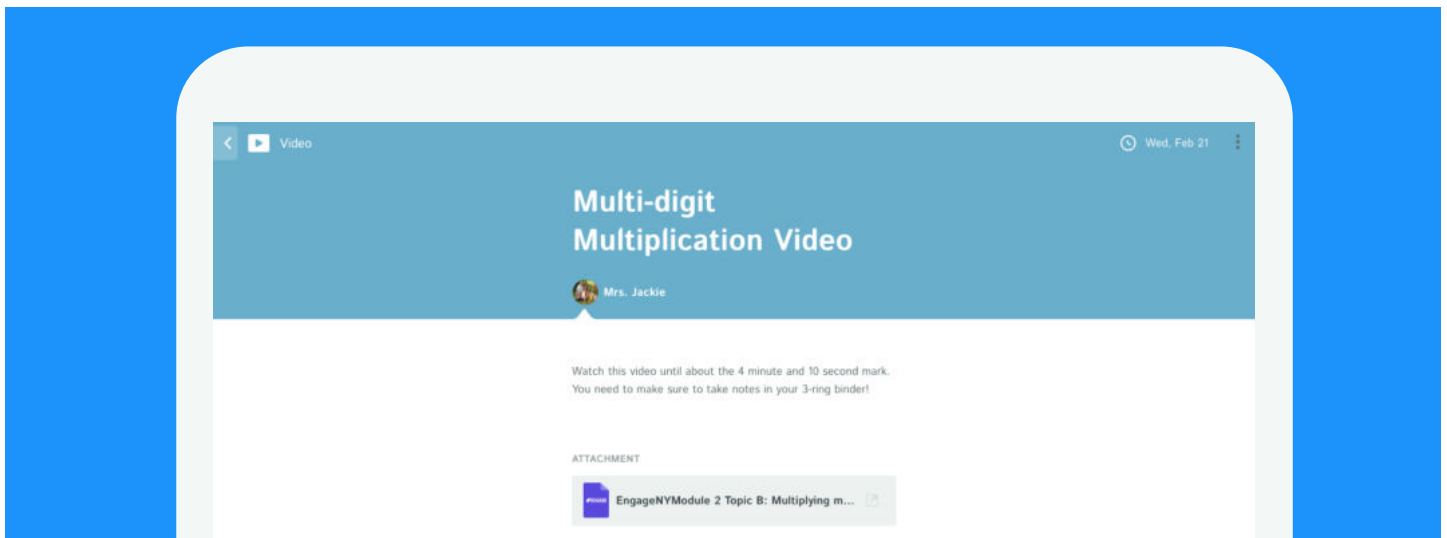 Video
Wed, Feb 21
Multi-digit
Multiplication Video
Mrs. Jackie
Watch this video until about the 4 minute and 10 second mark.
You need to make sure to take notes in your 3-ring binder!
ATTACHMENT
EngageNYModule 2 Topic B: Multiplying m...